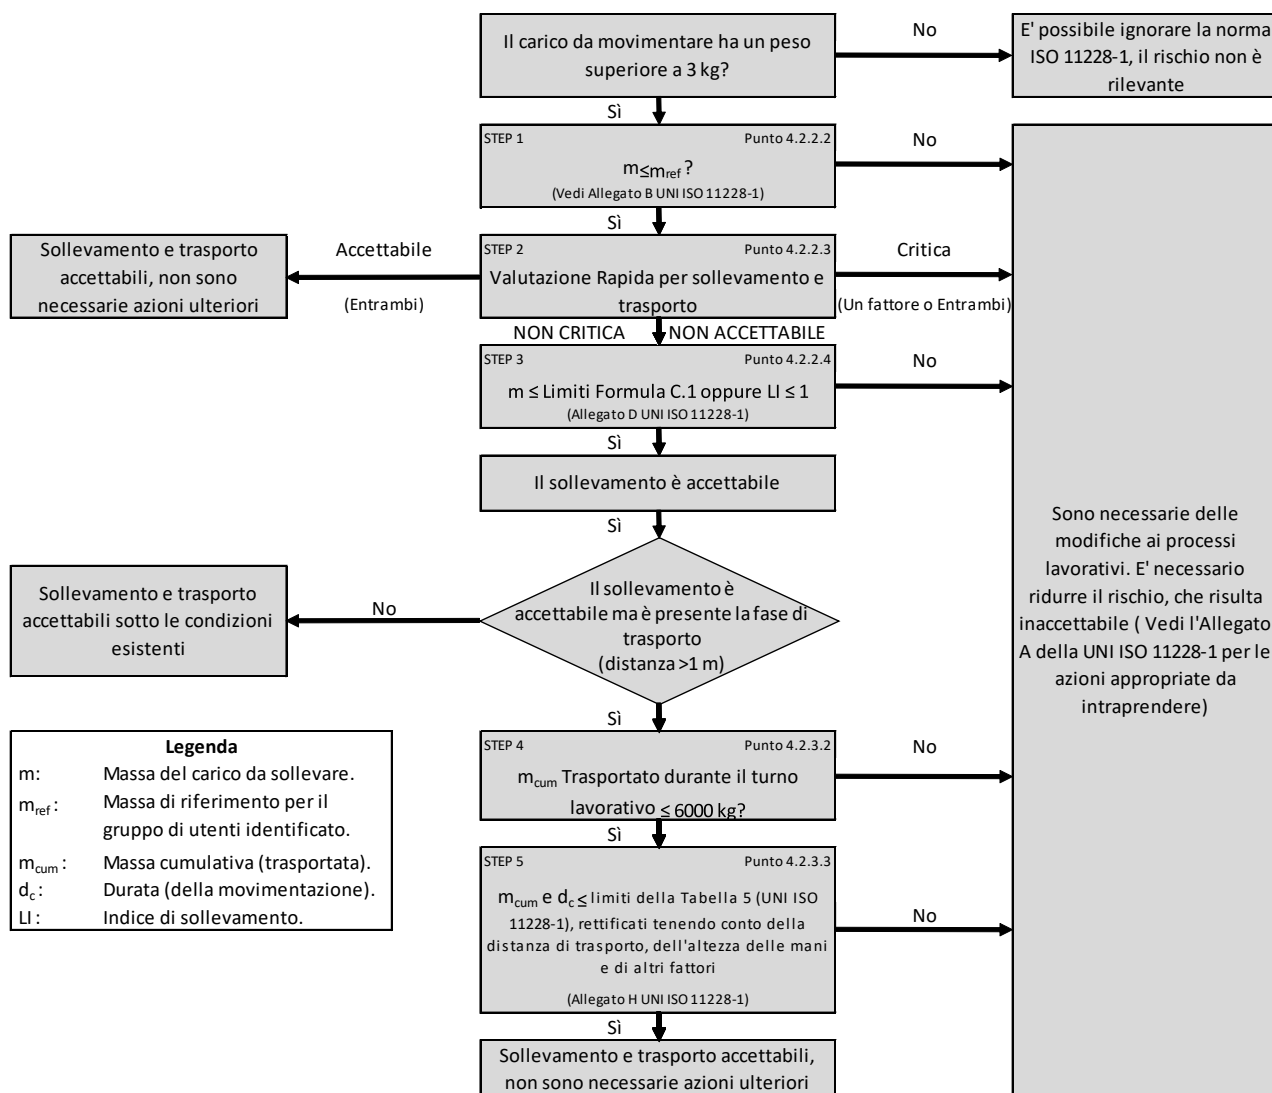 Il carico da movimentare ha un peso
superiore a 3 kg?
No
E' possibile ignorare la norma
ISO 11228-1, il rischio non è
rilevante
Sì
STEP 1 Punto 4.2.2.2
m≤mref ?
(Vedi Allegato B UNI ISO 11228-1)
No
Sì
Sollevamento e trasporto
accettabili, non sono
necessarie azioni ulteriori
Accettabile
(Entrambi)
STEP 2 Punto 4.2.2.3
Valutazione Rapida per sollevamento e
trasporto
Critica
(Un fattore o Entrambi)
NON CRITICA NON ACCETTABILE
STEP 3 Punto 4.2.2.4
m ≤ Limiti Formula C.1 oppure LI ≤ 1
(Allegato D UNI ISO 11228-1)
No
Sì
Il sollevamento è accettabile
Sì
Sollevamento e trasporto
accettabili sotto le condizioni
esistenti
No
Il sollevamento è
accettabile ma è presente la fase di
trasporto
(distanza >1 m)
Sono necessarie delle
modifiche ai processi
lavorativi. E' necessario
ridurre il rischio, che risulta
inaccettabile ( Vedi l'Allegato
A della UNI ISO 11228-1 per le
azioni appropriate da
intraprendere)
Sì
STEP 4 Punto 4.2.3.2
mcum Trasportato durante il turno
lavorativo ≤ 6000 kg?
No
Sì
STEP 5 Punto 4.2.3.3
mcum e dc ≤ limiti della Tabella 5 (UNI ISO
11228-1), rettificati tenendo conto della
distanza di trasporto, dell'altezza delle mani
e di altri fattori
(Allegato H UNI ISO 11228-1)
No
Sì
Sollevamento e trasporto accettabili,
non sono necessarie azioni ulteriori
Legenda
m: Massa del carico da sollevare.
mref : Massa di riferimento per il
gruppo di utenti identificato.
mcum : Massa cumulativa (trasportata).
dc : Durata (della movimentazione).
LI : Indice di sollevamento.